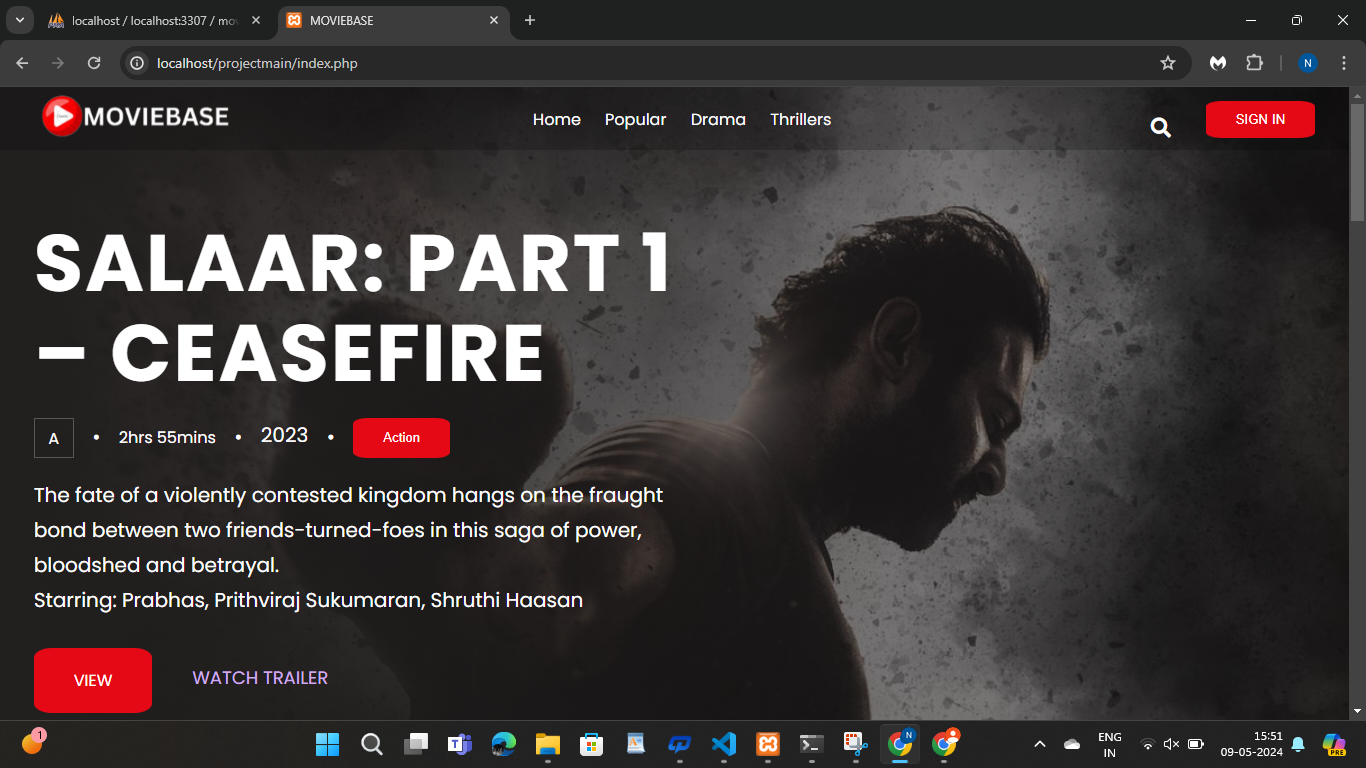 localhost / localhost:3307 / mov
MOVIEBASE
localhost/projectmain/index.php
N
MOVIEBASE
Home
Popular
Drama
Thrillers
SIGN IN
SALAAR: PART 1
– CEASEFIRE
A
• 2hrs 55mins
• 2023
• Action
The fate of a violently contested kingdom hangs on the fraught
bond between two friends-turned-foes in this saga of power,
bloodshed and betrayal.
Starring: Prabhas, Prithviraj Sukumaran, Shruthi Haasan
VIEW
WATCH TRAILER
1
N
ENG
IN
15:51
09-05-2024
PRE